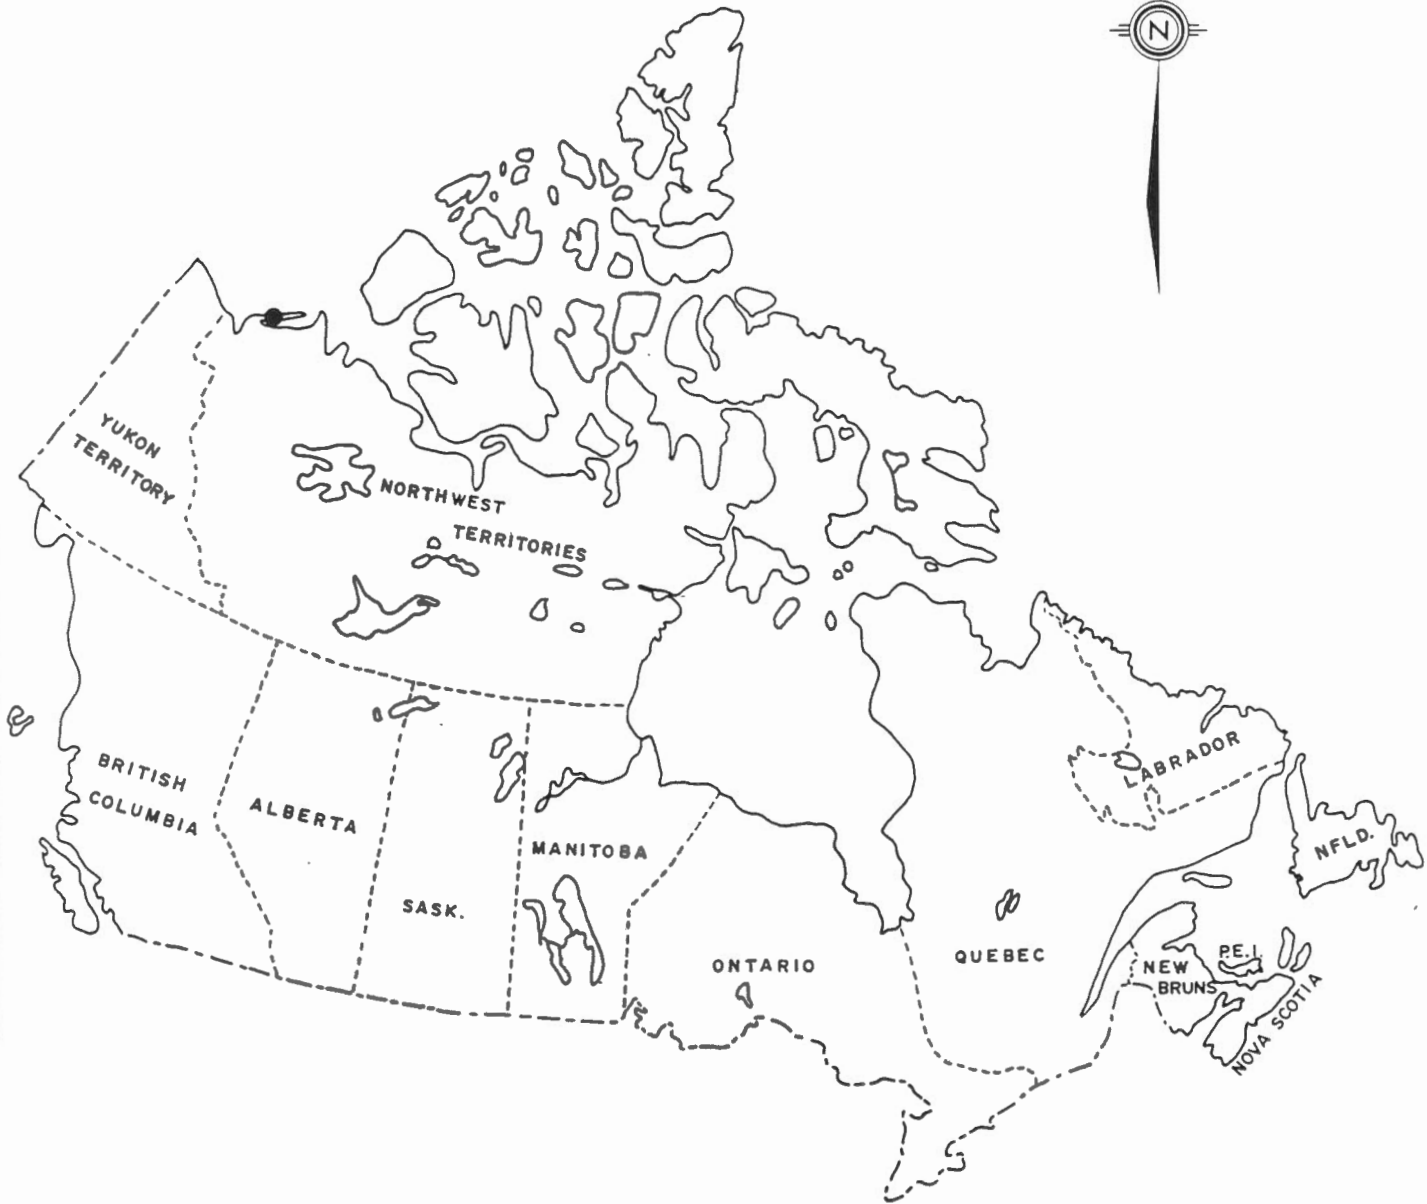 N
YUKON
TERRITORY
NORTHWEST
TERRITORIES
BRITISH
COLUMBIA
ALBERTA
SASK.
MANITOBA
ONTARIO
QUEBEC
LABRADOR
NFLD.
P.E.I.
NEW
BRUNS
NOVA SCOTIA